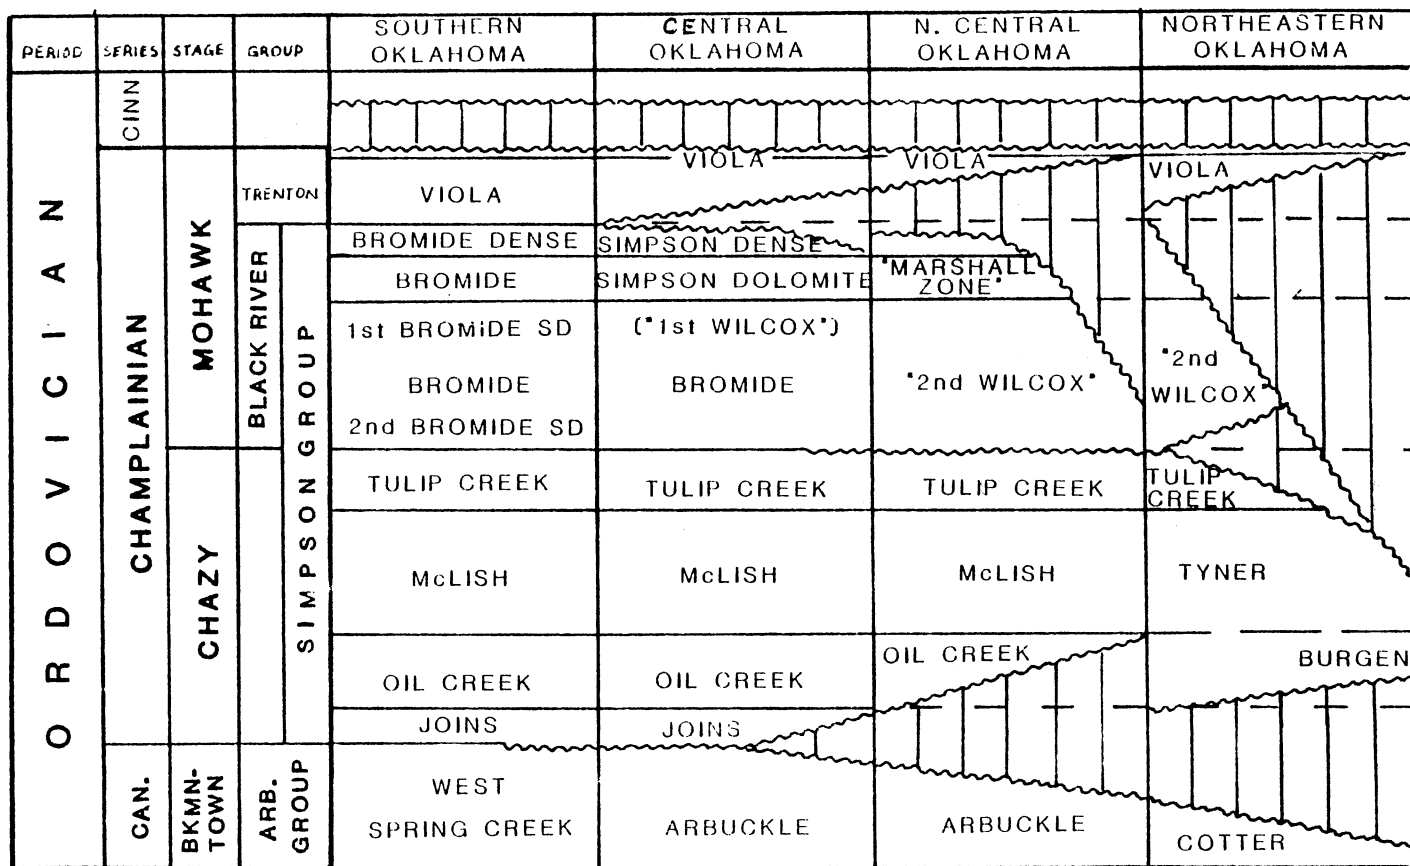 PERIOD SERIES STAGE GROUP SOUTHERN OKLAHOMA CENTRAL OKLAHOMA N. CENTRAL OKLAHOMA NORTHEASTERN OKLAHOMA
ORDOVICIAN
CINN
CHAMPLAINIAN
CAN.
MOHAWK
CHAZY
BKMN-
TOWN
TRENTON
BLACK RIVER
SIMPSON GROUP
ARB.
GROUP
VIOLA
BROMIDE DENSE
BROMIDE
1st BROMIDE SD
BROMIDE
2nd BROMIDE SD
TULIP CREEK
McLISH
OIL CREEK
JOINS
WEST
SPRING CREEK
VIOLA
SIMPSON DENSE
SIMPSON DOLOMITE
("1st WILCOX")
BROMIDE
TULIP CREEK
McLISH
OIL CREEK
JOINS
ARBUCKLE
VIOLA
"MARSHALL
ZONE"
"2nd WILCOX"
TULIP CREEK
McLISH
OIL CREEK
ARBUCKLE
VIOLA
"2nd
WILCOX"
TULIP
CREEK
TYNER
BURGEN
COTTER